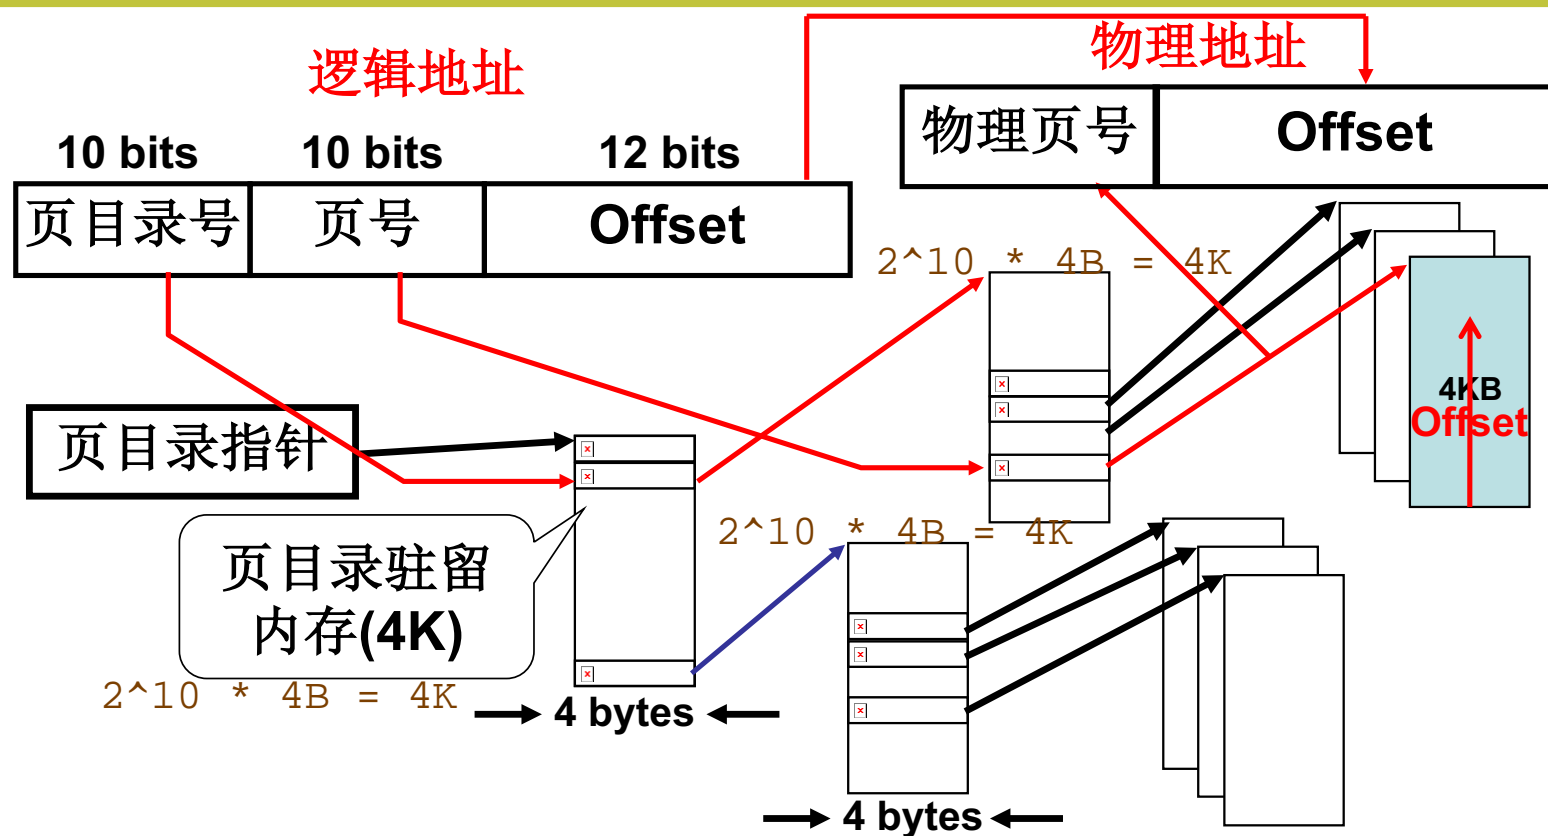 逻辑地址
物理地址
10 bits
10 bits
12 bits
页目录号
页号
Offset
物理页号
Offset
2^10 * 4B = 4K
页目录指针
4KB
Offset
页目录驻留
内存(4K)
2^10 * 4B = 4K
2^10 * 4B = 4K
4 bytes
4 bytes